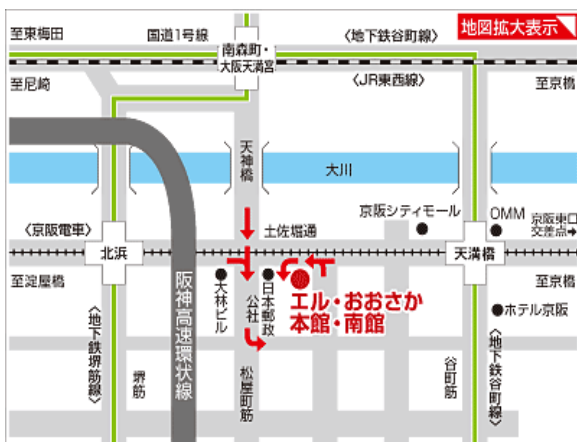 地図拡大表示
至東梅田
国道1号線
南森町・
大阪天満宮
〈地下鉄谷町線〉
至尼崎
〈JR東西線〉
至京橋
天神橋
大川
京阪シティモール
OMM
京阪東口
交差点
〈京阪電車〉
土佐堀通
北浜
天満橋
至淀屋橋
至京橋
大林ビル
公社
日本郵政
エル・おおさか
本館・南館
ホテル京阪
阪神高速環状線
〈地下鉄堺筋線〉
堺筋
松屋町筋
谷町筋
〈地下鉄谷町線〉